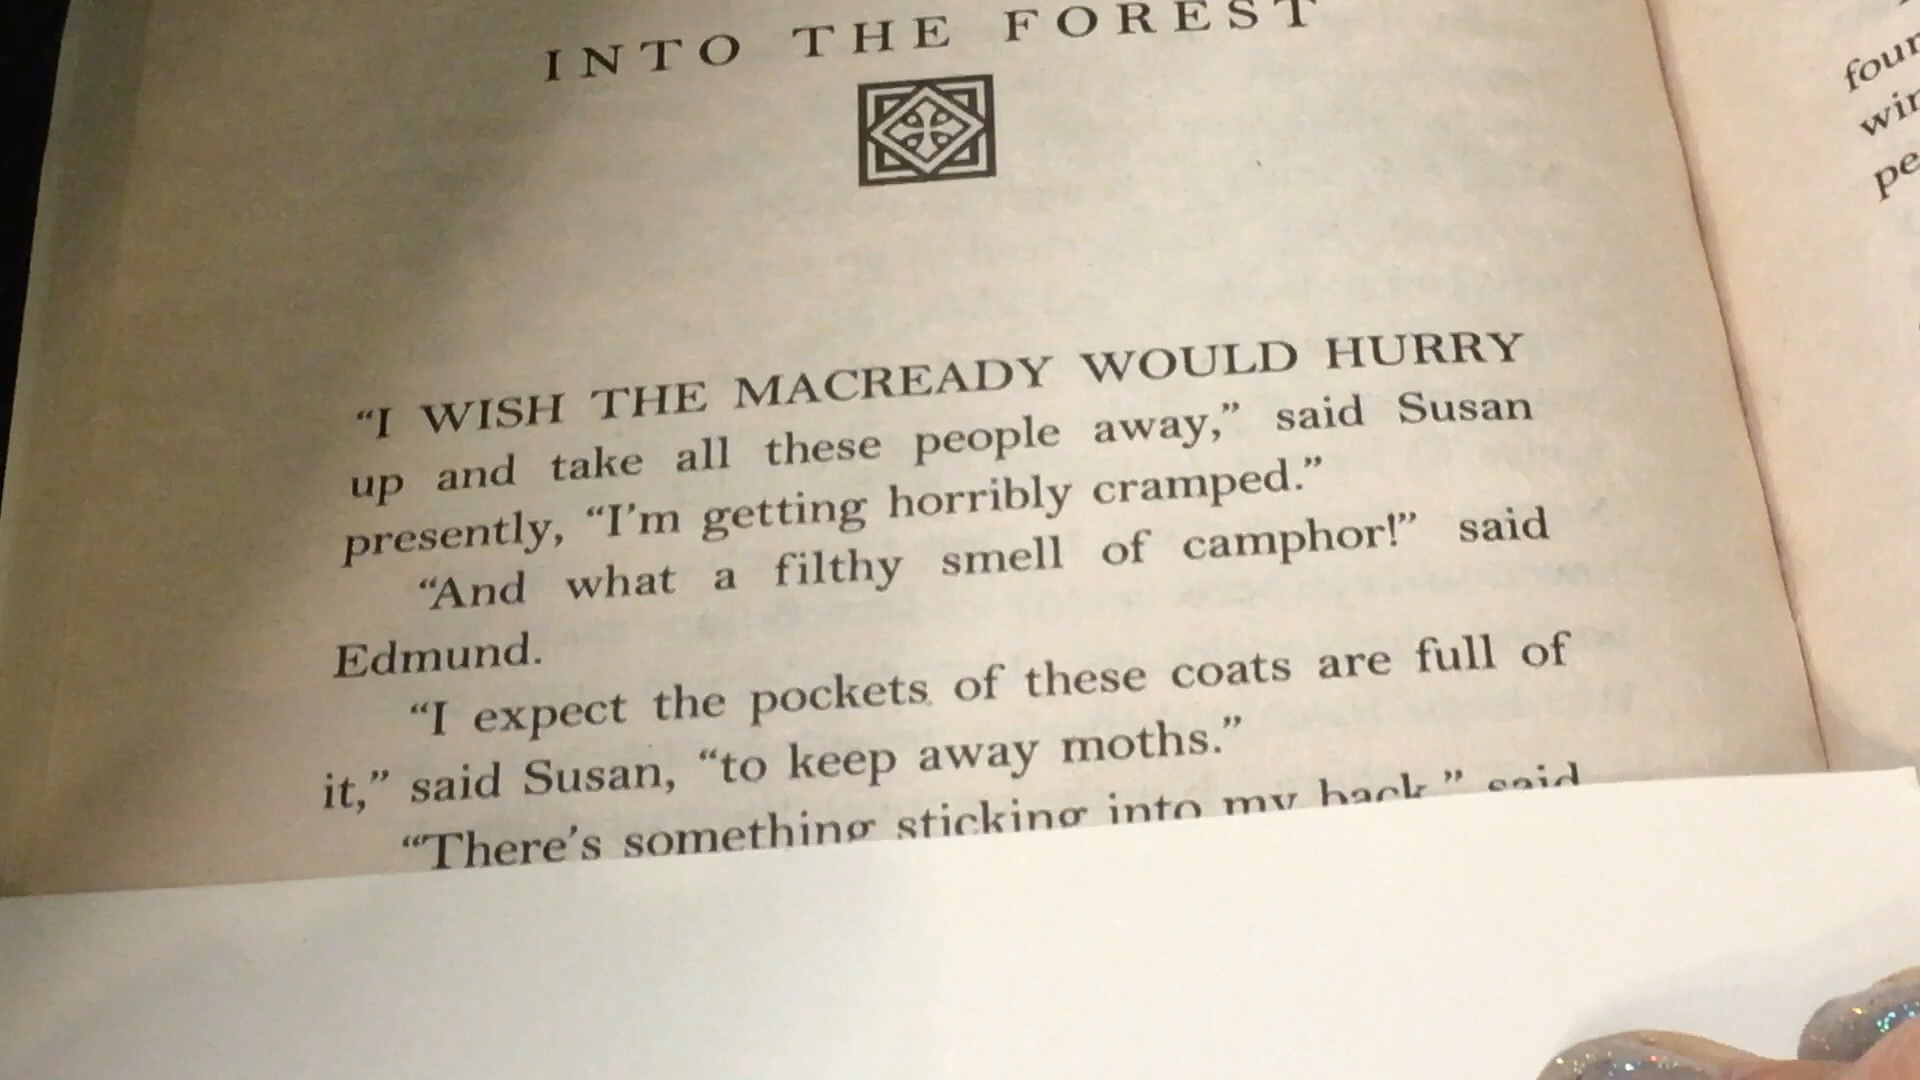 INTO THE FOREST
“I WISH THE MACREADY WOULD HURRY
up and take all these people away,” said Susan
presently, “I'm getting horribly cramped.”
“And what a filthy smell of camphor!” said
Edmund.
“I expect the pockets of these coats are full of
it,” said Susan, “to keep away moths.”
“There's something sticking into my back,” said